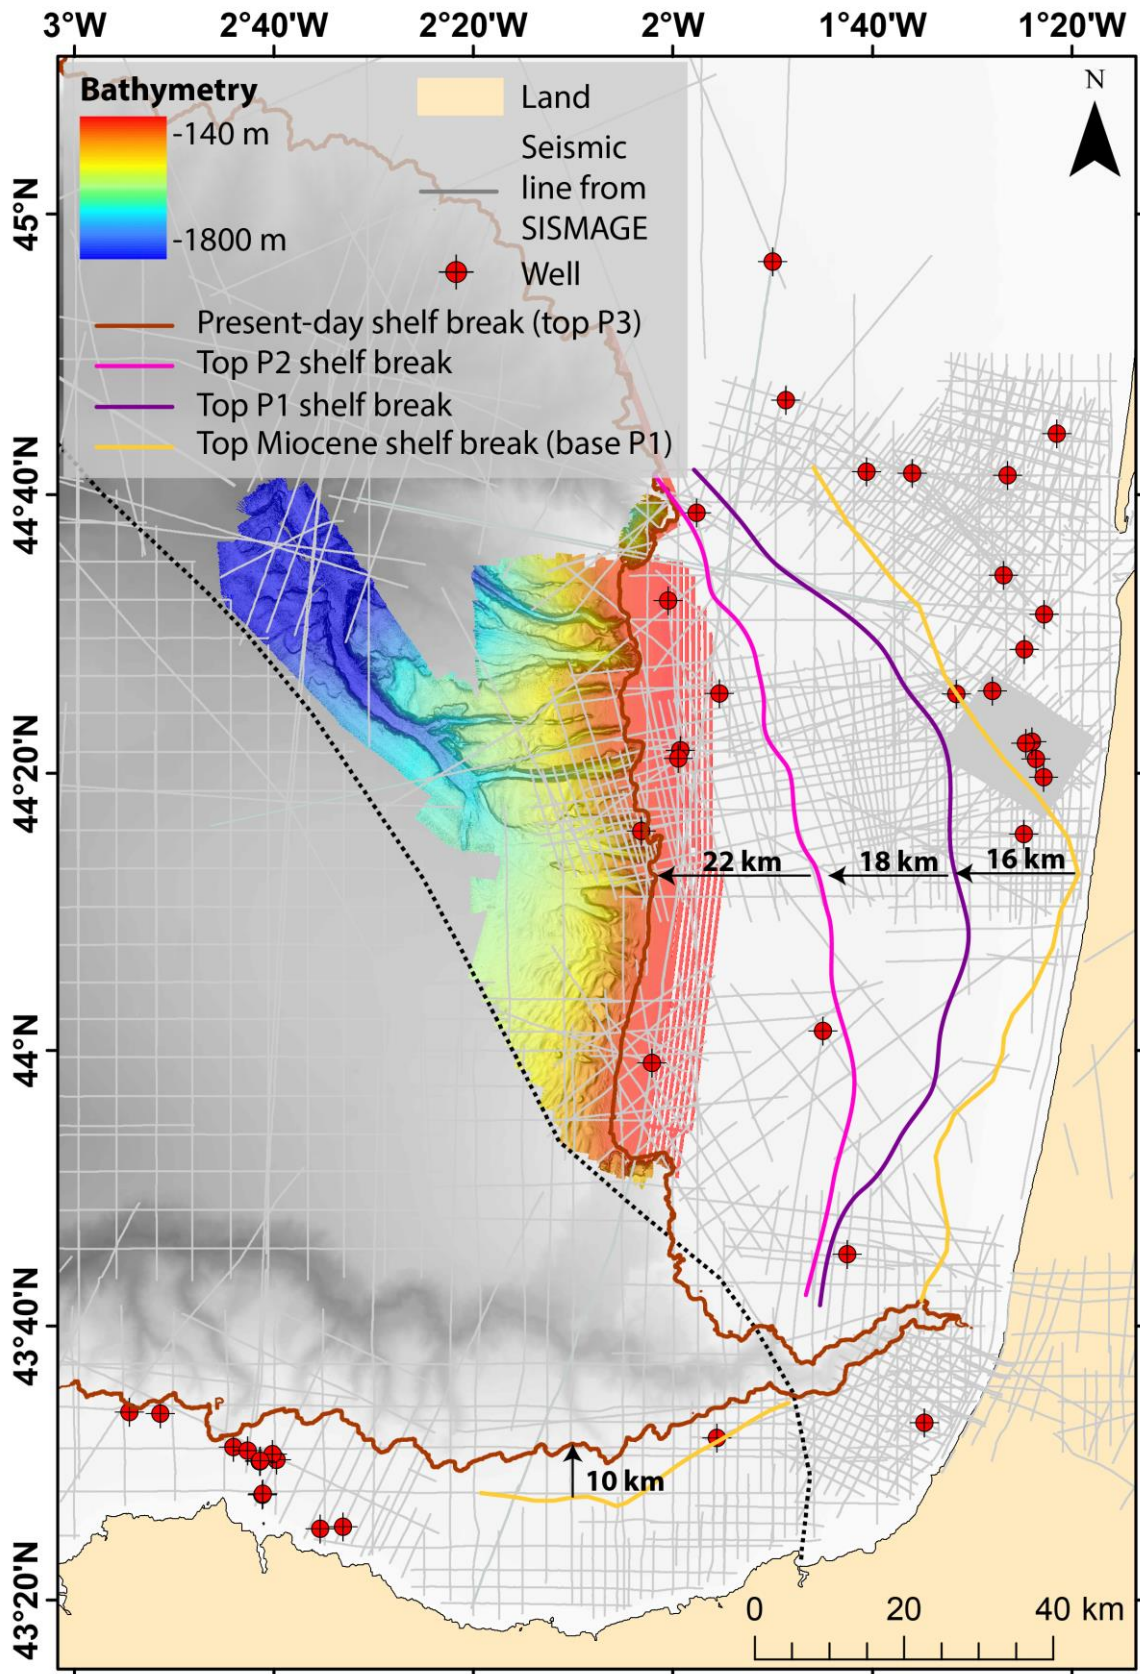 3°W 2°40'W 2°20'W 2°W 1°40'W 1°20'W
N
Bathymetry
-140 m
-1800 m
Land
Seismic
line from
SISMAGE
Well
Present-day shelf break (top P3)
Top P2 shelf break
Top P1 shelf break
Top Miocene shelf break (base P1)
45°N
44°40'N
44°20'N
44°N
43°40'N
43°20'N
22 km 18 km 16 km
10 km
0 20 40 km